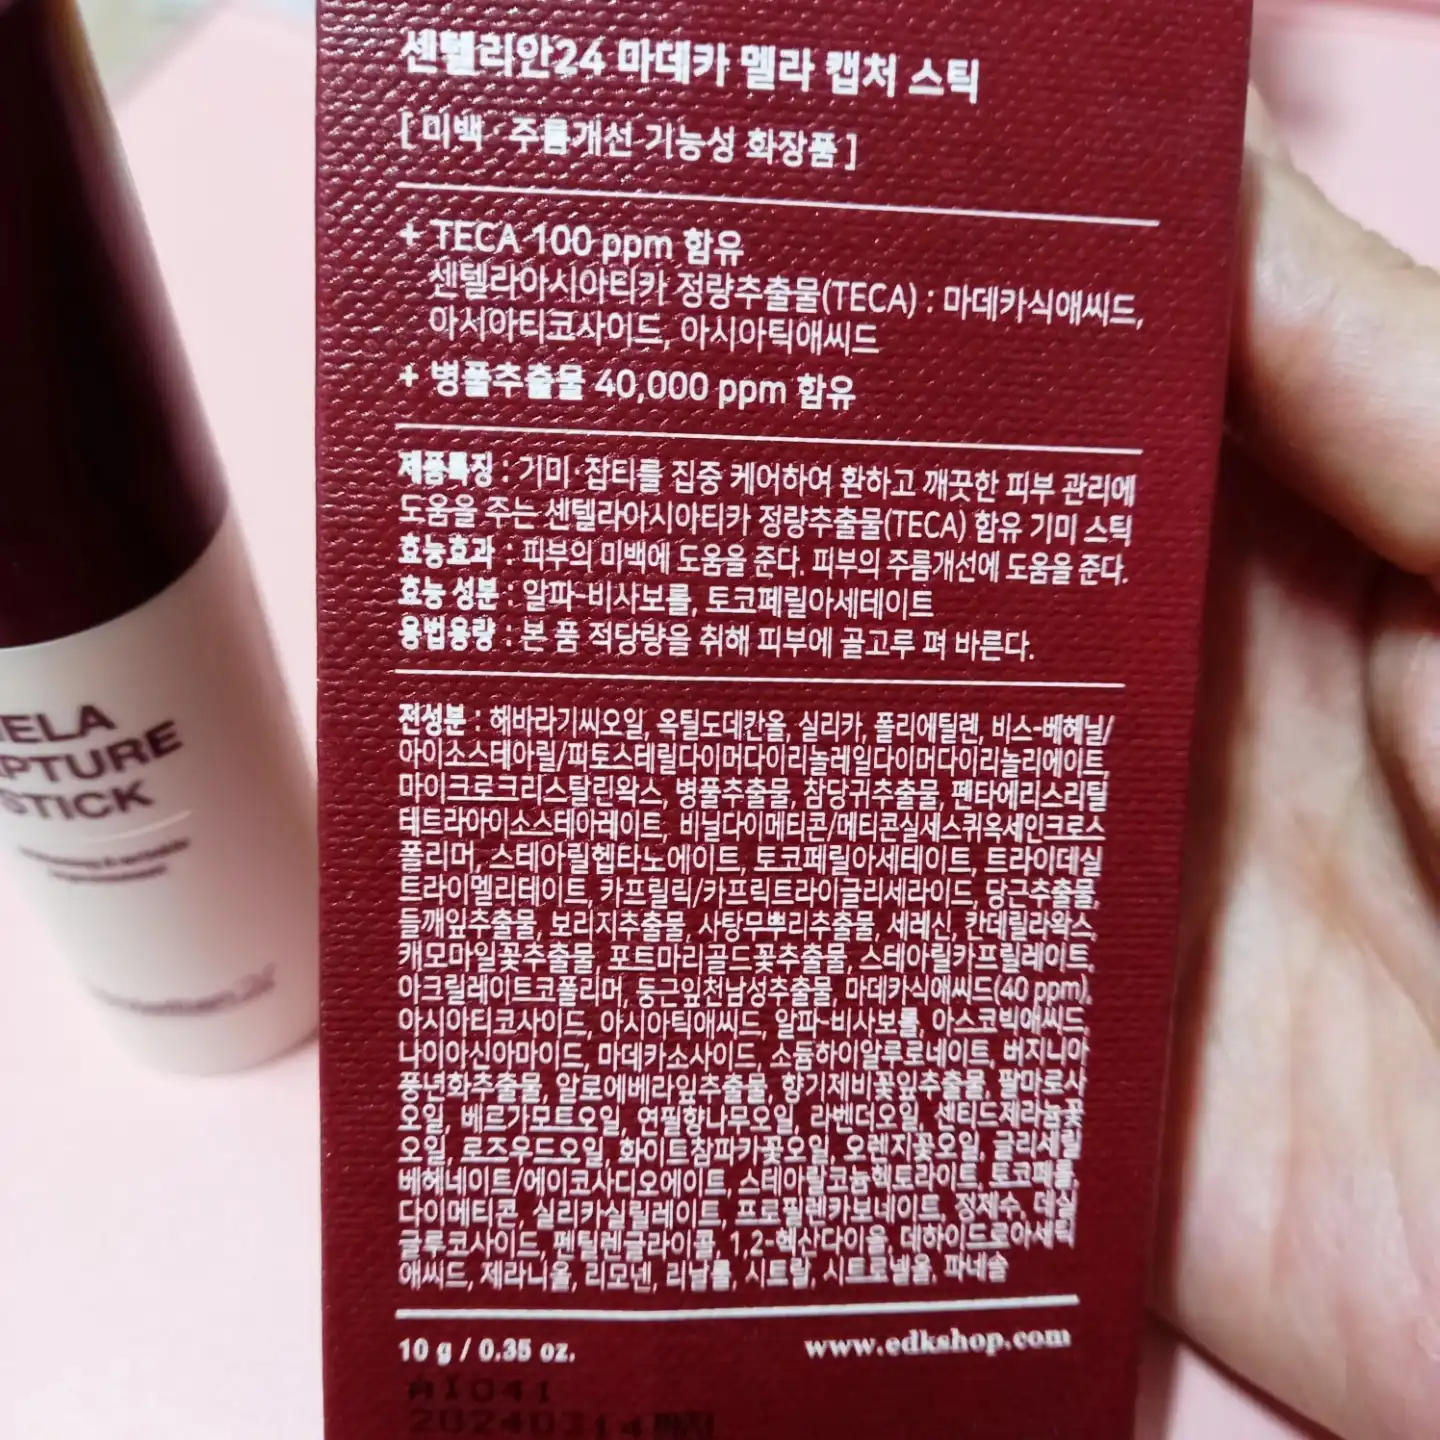 센텔리안24 마데카 멜라 캡처 스틱
[ 미백 · 주름개선 기능성 화장품 ]
+ TECA 100 ppm 함유
센텔라아시아티카 정량추출물(TECA) : 마데카식애씨드,
아시아티코사이드, 아시아틱애씨드
+ 병풀추출물 40,000 ppm 함유
제품특징 : 기미·잡티를 집중 케어하여 환하고 깨끗한 피부 관리에
도움을 주는 센텔라아시아티카 정량추출물(TECA) 함유 기미 스틱
효능효과 : 피부의 미백에 도움을 준다. 피부의 주름개선에 도움을 준다.
효능 성분 : 알파-비사보롤, 토코페릴아세테이트
용법용량 : 본 품 적당량을 취해 피부에 골고루 펴 바른다.
전성분 : 해바라기씨오일, 옥틸도데칸올, 실리카, 폴리에틸렌, 비스-베헤닐/
아이소스테아릴/피토스테릴다이머다이리놀레일다이머다이리놀리에이트,
마이크로크리스탈린왁스, 병풀추출물, 참당귀추출물, 펜타에리스리틸
테트라아이소스테아레이트, 비닐다이메티콘/메티콘실세스퀴옥세인크로스
폴리머, 스테아릴헵타노에이트, 토코페릴아세테이트, 트라이데실
트라이멜리테이트, 카프릴릭/카프릭트라이글리세라이드, 당근추출물,
들깨잎추출물, 보리지추출물, 사탕무뿌리추출물, 세레신, 칸데릴라왁스,
캐모마일꽃추출물, 포트마리골드꽃추출물, 스테아릴카프릴레이트,
아크릴레이트코폴리머, 둥근잎천남성추출물, 마데카식애씨드(40 ppm),
아시아티코사이드, 아시아틱애씨드, 알파-비사보롤, 아스코빅애씨드,
나이아신아마이드, 마데카소사이드, 소듐하이알루로네이트, 버지니아
풍년화추출물, 알로에베라잎추출물, 향기제비꽃잎추출물, 팔마로사
오일, 베르가모트오일, 연필향나무오일, 라벤더오일, 센티드제라늄꽃
오일, 로즈우드오일, 화이트참파카꽃오일, 오렌지꽃오일, 글리세릴
베헤네이트/에이코사디오에이트, 스테아랄코늄헥토라이트, 토코페롤,
다이메티콘, 실리카실릴레이트, 프로필렌카보네이트, 정제수, 데실
글루코사이드, 펜틸렌글라이콜, 1,2-헥산다이올, 데하이드로아세틱
애씨드, 제라니올, 리모넨, 리날룰, 시트랄, 시트로넬올, 파네솔
10 g / 0.35 oz.
www.edkshop.com
A1041
20240314
STICK